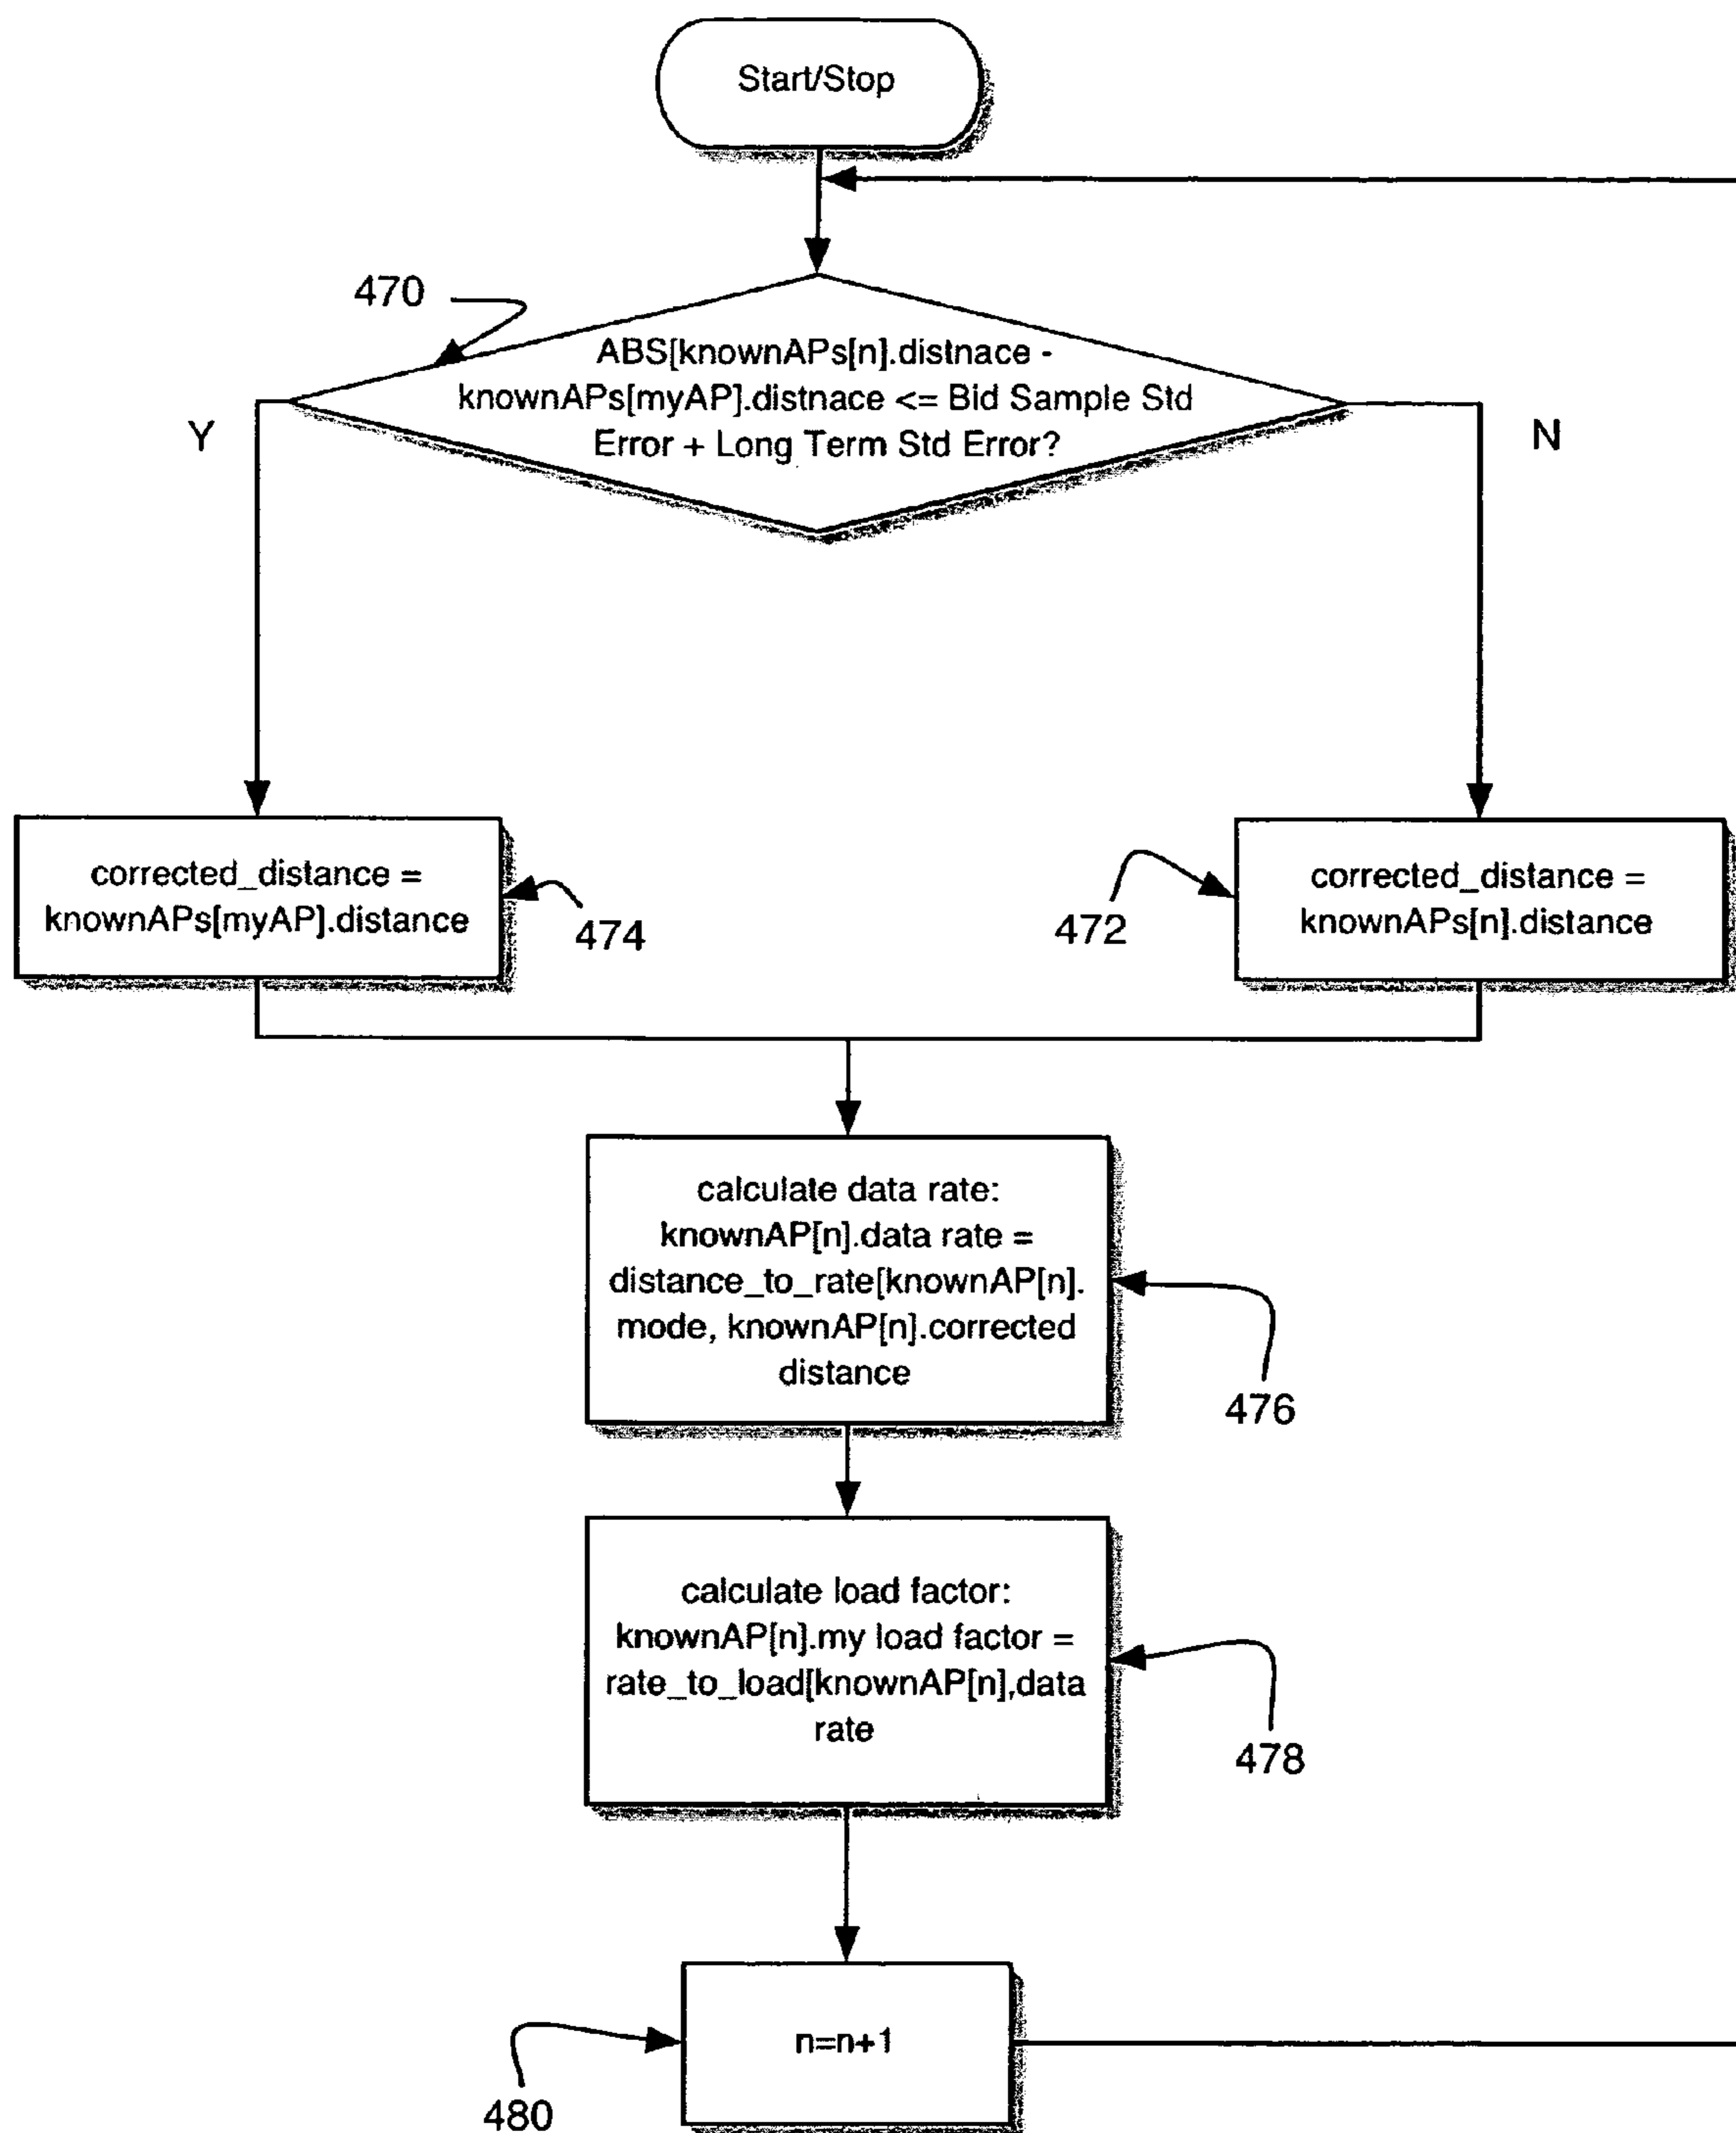 Start/Stop
470
ABS[knownAPs[n].distnace -
knownAPs[myAP].distnace <= Bid Sample Std
Error + Long Term Std Error?
Y
N
corrected_distance =
knownAPs[myAP].distance
474
472
corrected_distance =
knownAPs[n].distance
calculate data rate:
knownAP[n].data rate =
distance_to_rate[knownAP[n].
mode, knownAP[n].corrected
distance
476
calculate load factor:
knownAP[n].my load factor =
rate_to_load[knownAP[n],data
rate
478
n=n+1
480